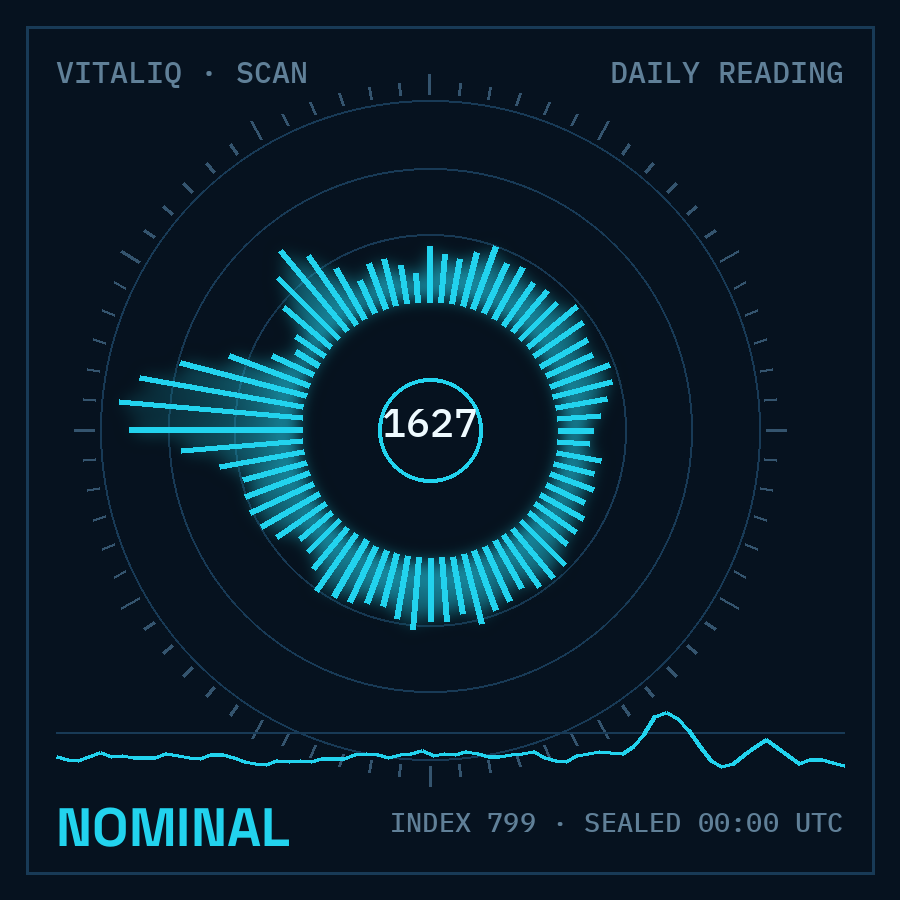 VITALIQ · SCAN
DAILY READING
1627
NOMINAL
INDEX 799 · SEALED 00:00 UTC